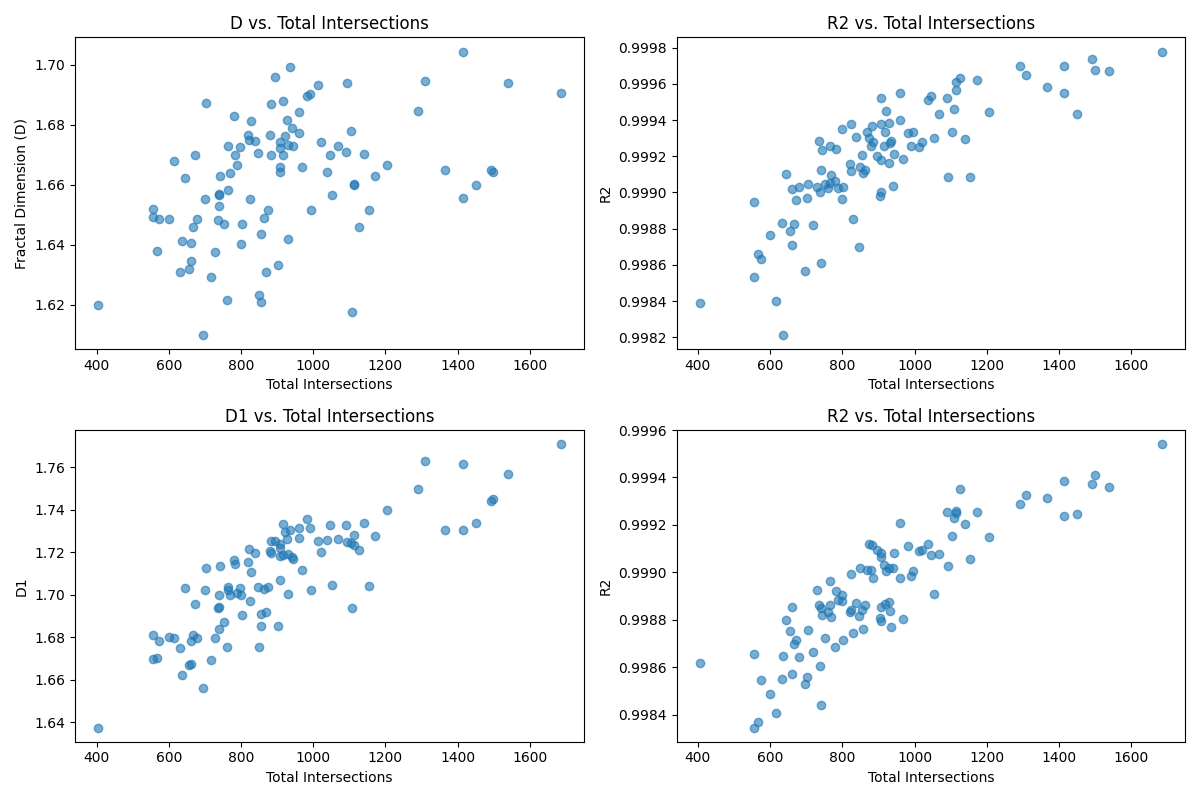 D vs. Total Intersections
Fractal Dimension (D)
1.70
1.68
1.66
1.64
1.62
400 600 800 1000 1200 1400 1600
Total Intersections
R2 vs. Total Intersections
R2
0.9998
0.9996
0.9994
0.9992
0.9990
0.9988
0.9986
0.9984
0.9982
400 600 800 1000 1200 1400 1600
Total Intersections
D1 vs. Total Intersections
D1
1.76
1.74
1.72
1.70
1.68
1.66
1.64
400 600 800 1000 1200 1400 1600
Total Intersections
R2 vs. Total Intersections
R2
0.9996
0.9994
0.9992
0.9990
0.9988
0.9986
0.9984
400 600 800 1000 1200 1400 1600
Total Intersections